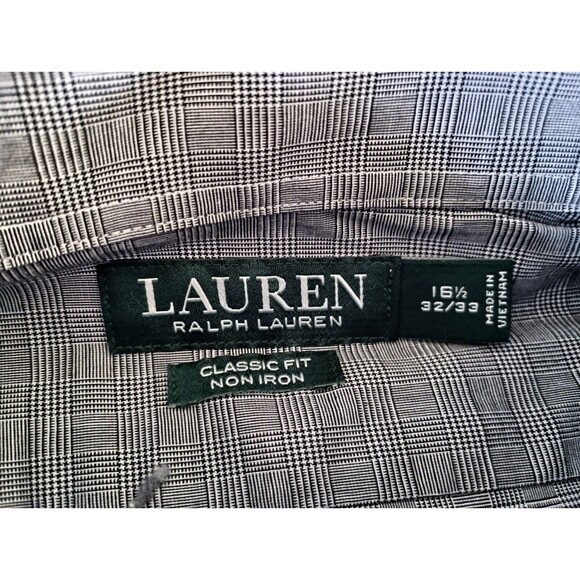 LAUREN
RALPH LAUREN
16½
32/33
MADE IN
VIETNAM
CLASSIC FIT
NON IRON